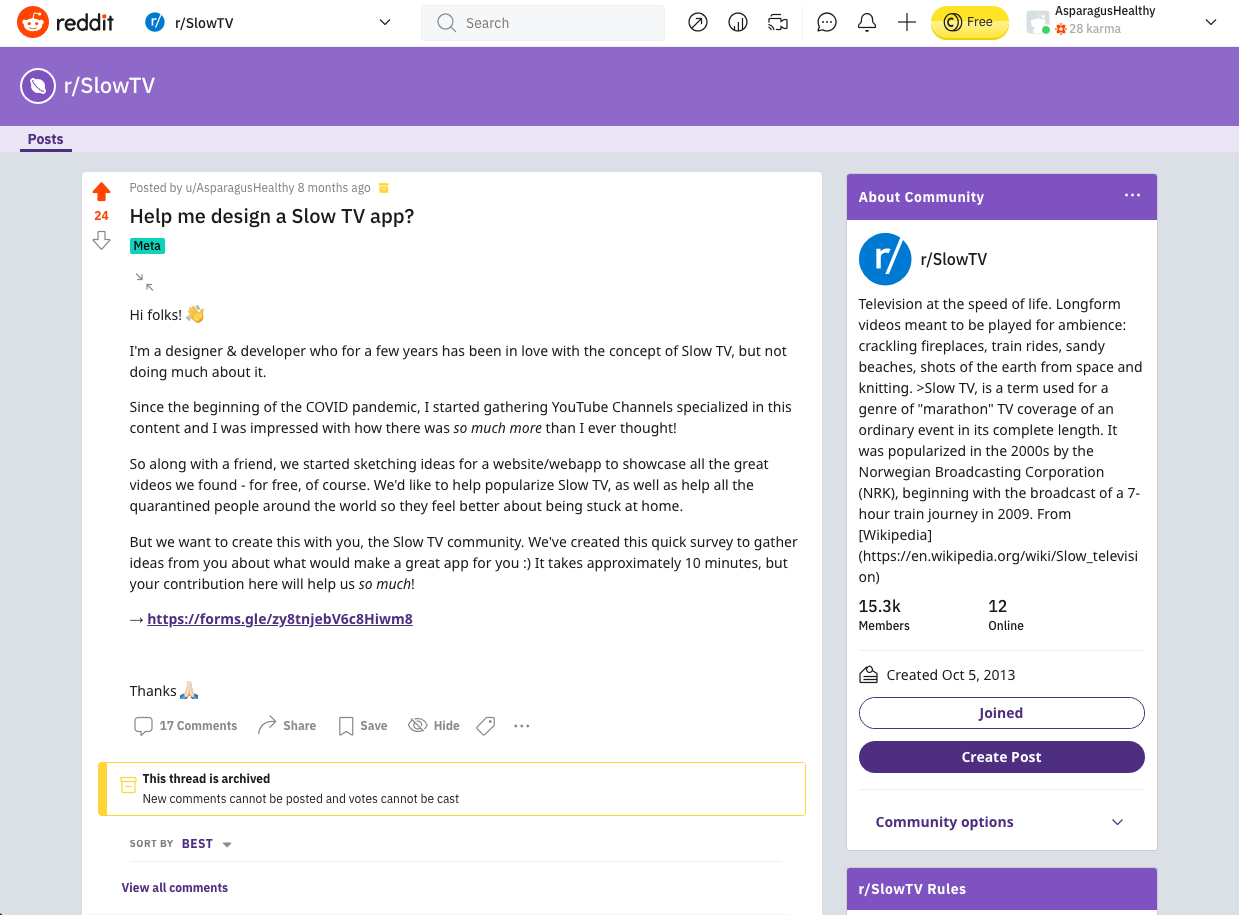 reddit
r/SlowTV
Search
Free
AsparagusHealthy
28 karma
r/SlowTV
Posts
24
Posted by u/AsparagusHealthy 8 months ago
Help me design a Slow TV app?
Meta
Hi folks! 👋
I'm a designer & developer who for a few years has been in love with the concept of Slow TV, but not
doing much about it.
Since the beginning of the COVID pandemic, I started gathering YouTube Channels specialized in this
content and I was impressed with how there was so much more than I ever thought!
So along with a friend, we started sketching ideas for a website/webapp to showcase all the great
videos we found - for free, of course. We'd like to help popularize Slow TV, as well as help all the
quarantined people around the world so they feel better about being stuck at home.
But we want to create this with you, the Slow TV community. We've created this quick survey to gather
ideas from you about what would make a great app for you :) It takes approximately 10 minutes, but
your contribution here will help us so much!
→ https://forms.gle/zy8tnjebV6c8Hiwm8
Thanks 🙏🏻
17 Comments
Share
Save
Hide
This thread is archived
New comments cannot be posted and votes cannot be cast
SORT BY BEST
View all comments
About Community
r/
r/SlowTV
Television at the speed of life. Longform
videos meant to be played for ambience:
crackling fireplaces, train rides, sandy
beaches, shots of the earth from space and
knitting. >Slow TV, is a term used for a
genre of "marathon" TV coverage of an
ordinary event in its complete length. It
was popularized in the 2000s by the
Norwegian Broadcasting Corporation
(NRK), beginning with the broadcast of a 7-
hour train journey in 2009. From
[Wikipedia]
(https://en.wikipedia.org/wiki/Slow_televisi
on)
15.3k
Members
12
Online
Created Oct 5, 2013
Joined
Create Post
Community options
r/SlowTV Rules